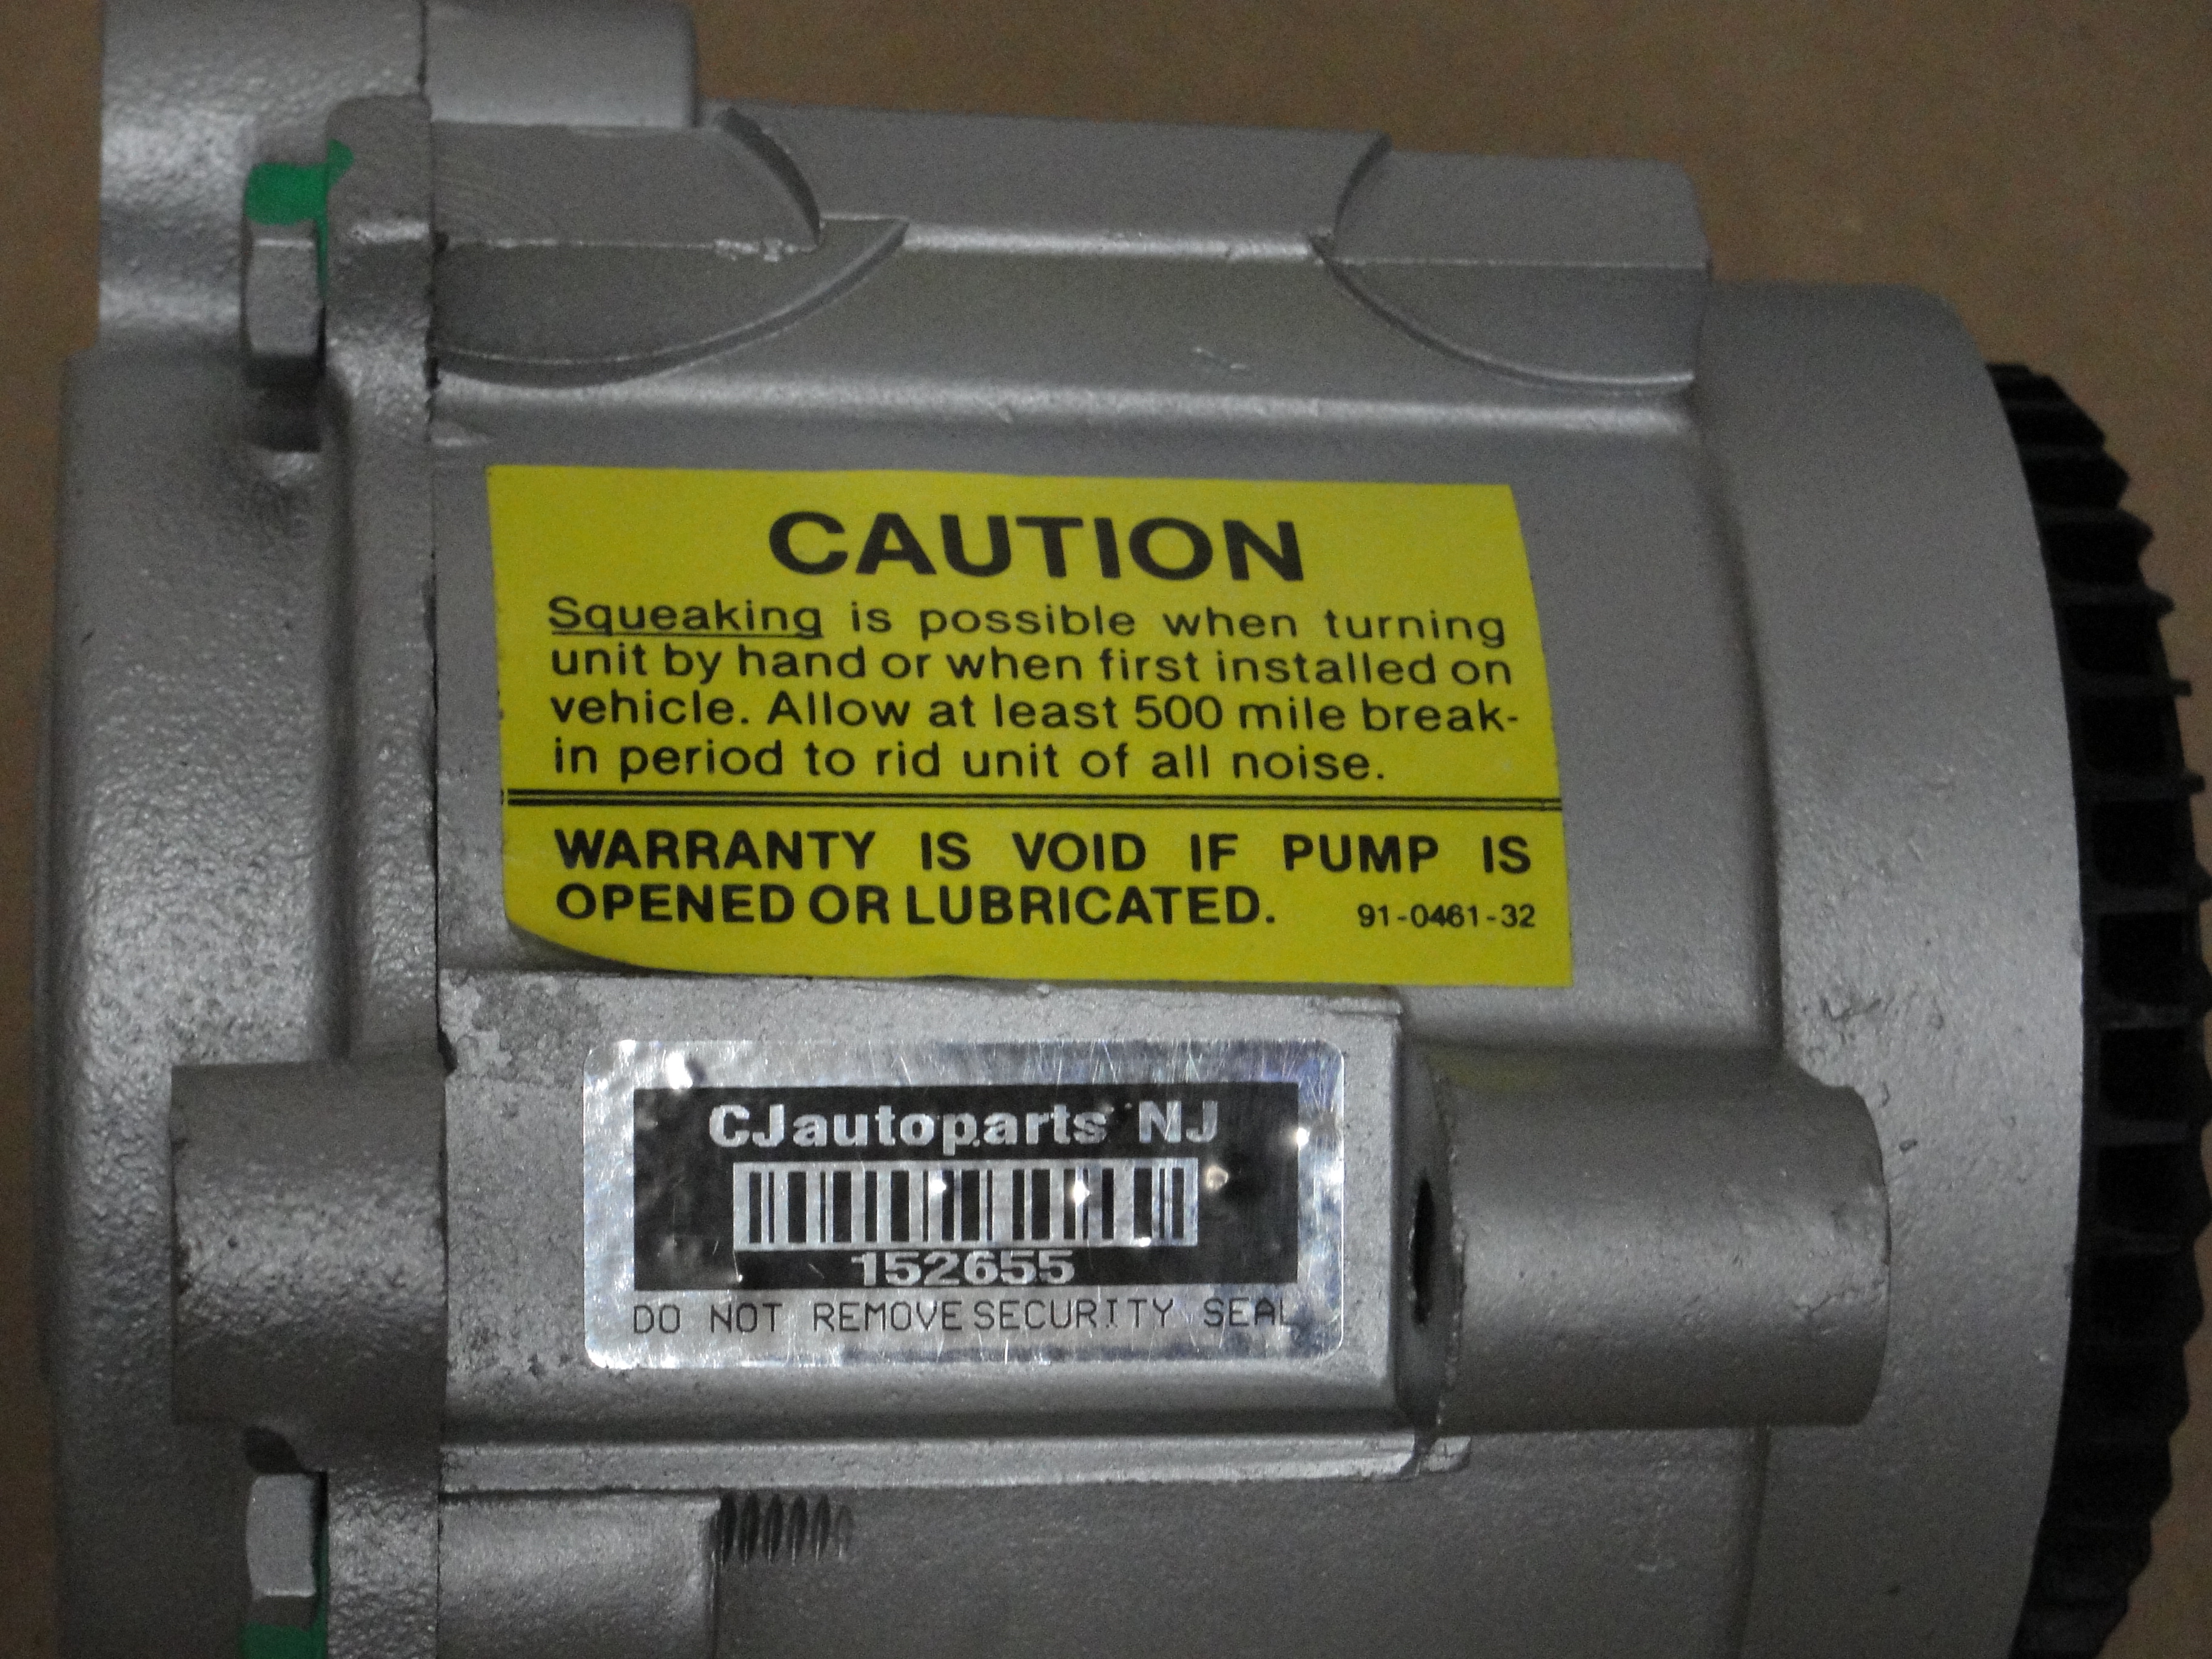 CAUTION
Squeaking is possible when turning
unit by hand or when first installed on
vehicle. Allow at least 500 mile break-
in period to rid unit of all noise.
WARRANTY IS VOID IF PUMP IS
OPENED OR LUBRICATED. 91-0461-32
CJautoparts NJ
152655
DO NOT REMOVE SECURITY SEAL